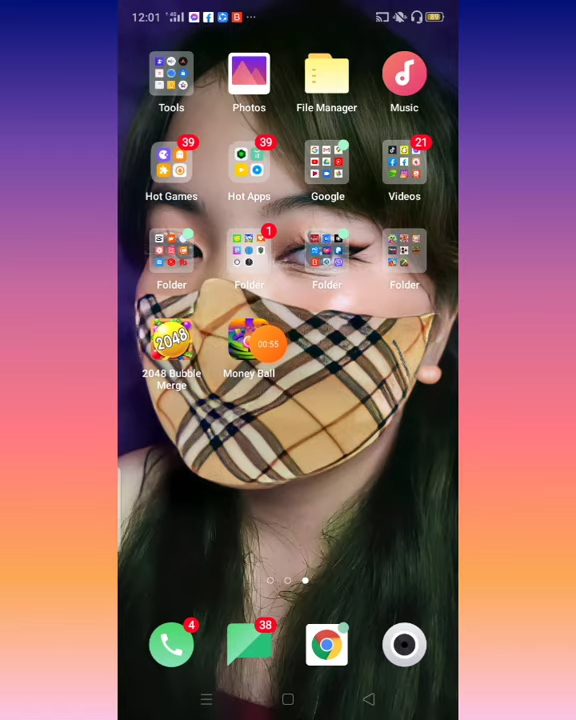 12:01
Tools Photos File Manager Music
39 39 21
Hot Games Hot Apps Google Videos
1
Folder Folder Folder Folder
2048 00:55
2048 Bubble Money Ball
Merge
4 38